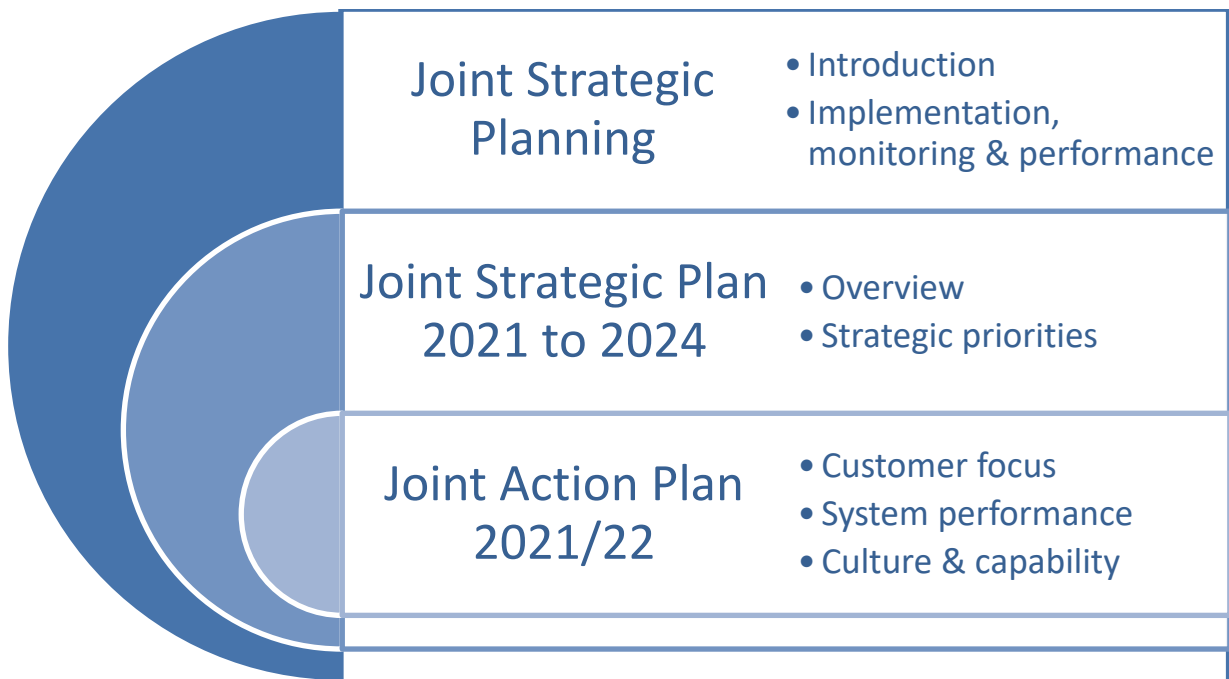 Joint Strategic
Planning
• Introduction
• Implementation,
monitoring & performance
Joint Strategic Plan
2021 to 2024
• Overview
• Strategic priorities
Joint Action Plan
2021/22
• Customer focus
• System performance
• Culture & capability